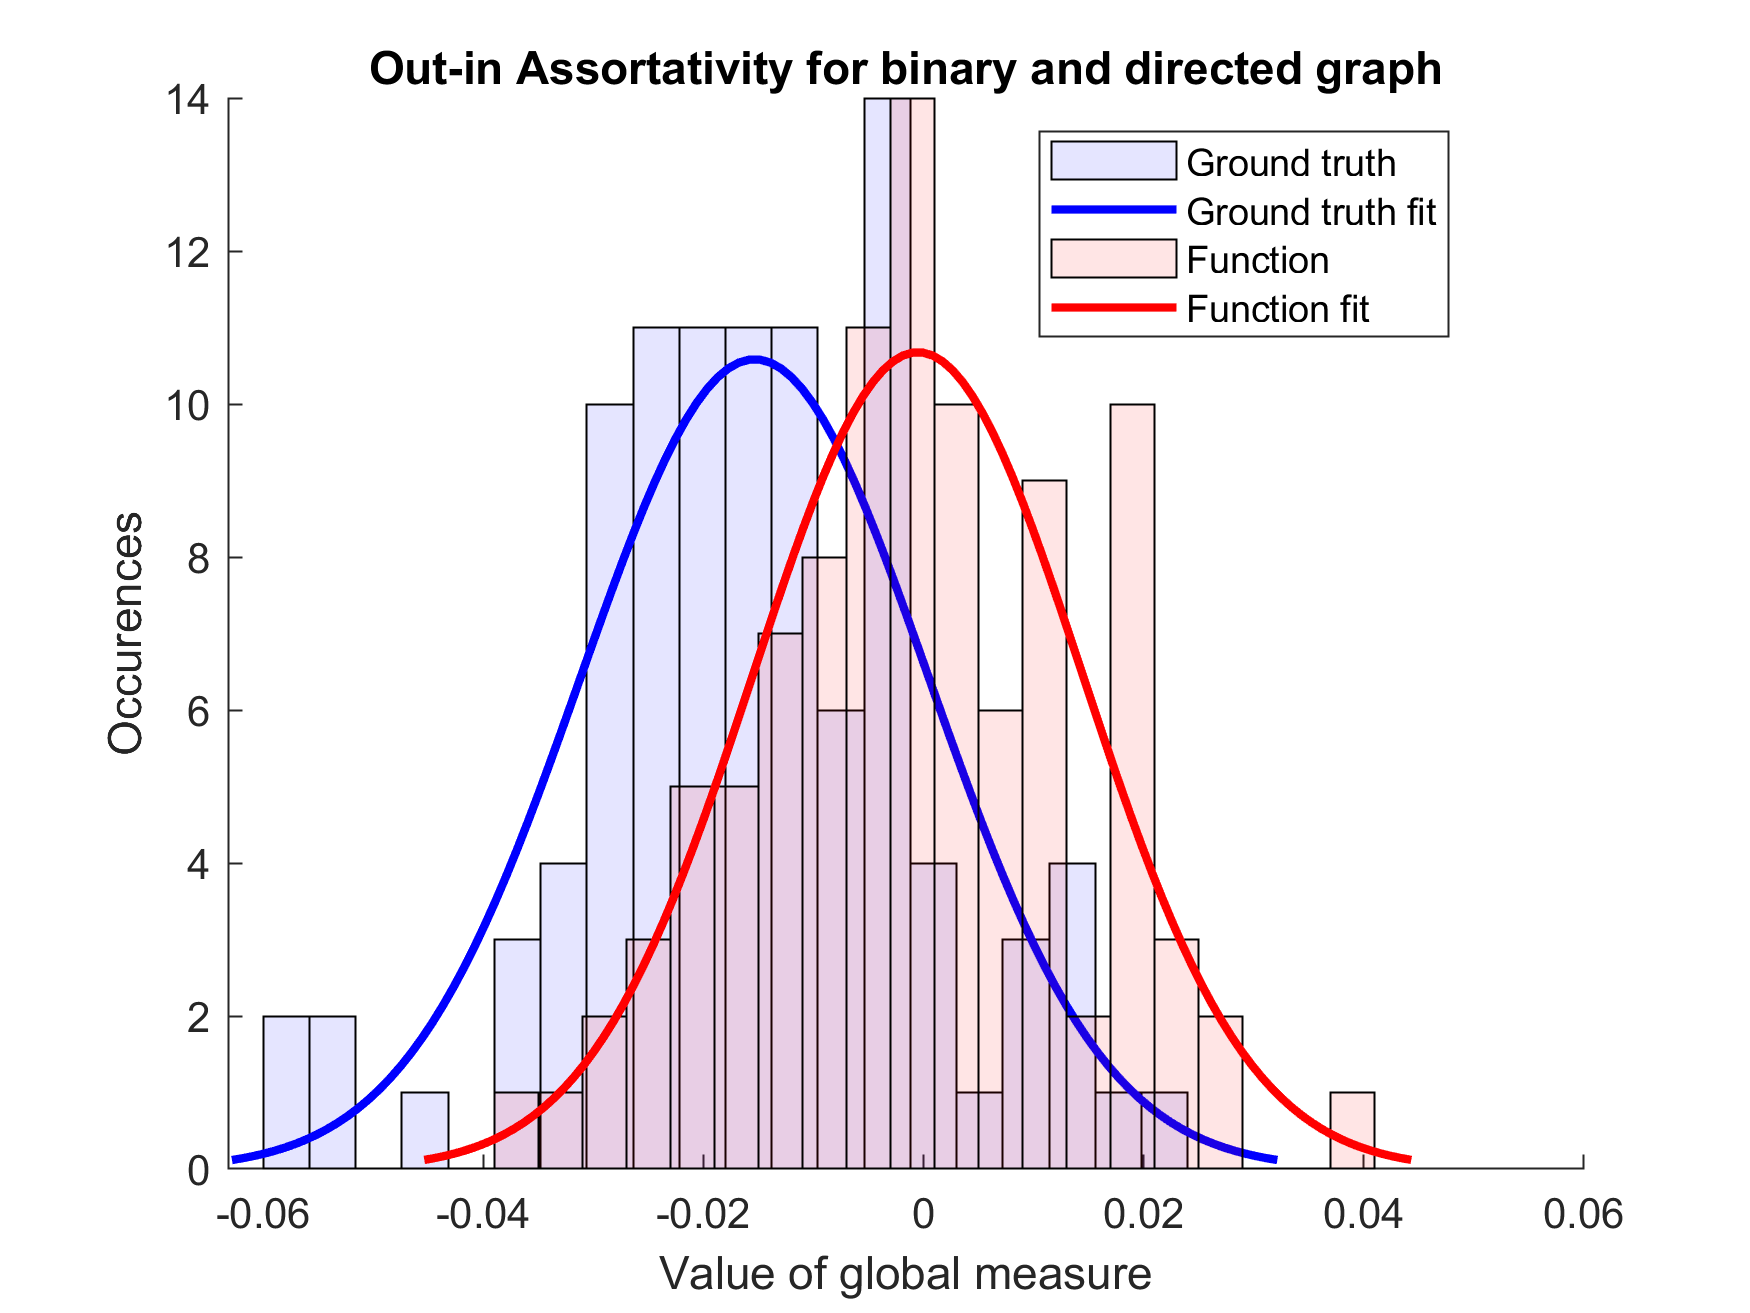 Out-in Assortativity for binary and directed graph
14
12
10
8
6
4
2
0
Occurences
Ground truth
Ground truth fit
Function
Function fit
-0.06 -0.04 -0.02 0 0.02 0.04 0.06
Value of global measure